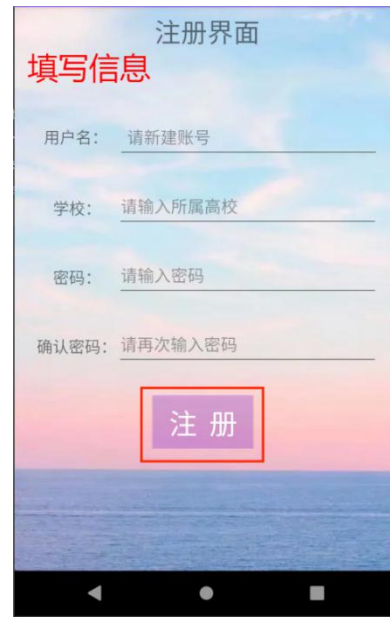 注册界面
填写信息
用户名： 请新建账号
学校： 请输入所属高校
密码： 请输入密码
确认密码： 请再次输入密码
注 册